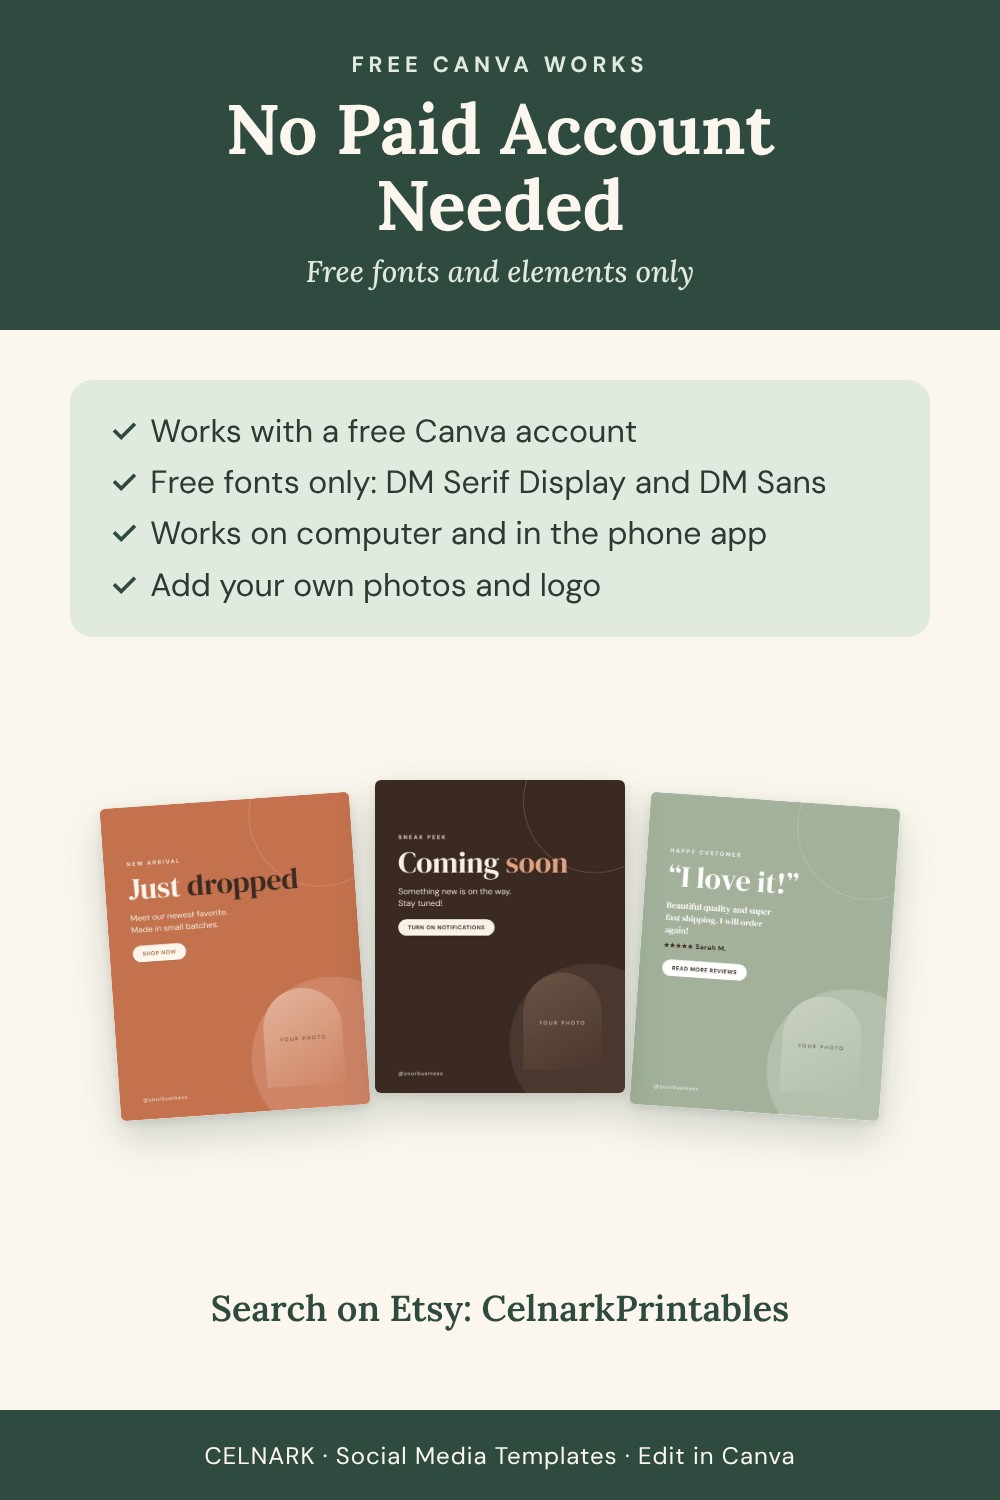 FREE CANVA WORKS
No Paid Account
Needed
Free fonts and elements only
Works with a free Canva account
Free fonts only: DM Serif Display and DM Sans
Works on computer and in the phone app
Add your own photos and logo
NEW ARRIVAL
Just dropped
Meet our newest favorite.
Made in small batches.
SHOP NOW
YOUR PHOTO
@yourbusiness
SNEAK PEEK
Coming soon
Something new is on the way.
Stay tuned!
TURN ON NOTIFICATIONS
YOUR PHOTO
@yourbusiness
HAPPY CUSTOMER
“I love it!”
Beautiful quality and super
fast shipping. I will order
again!
★★★★★ Sarah M.
READ MORE REVIEWS
YOUR PHOTO
@yourbusiness
Search on Etsy: CelnarkPrintables
CELNARK · Social Media Templates · Edit in Canva